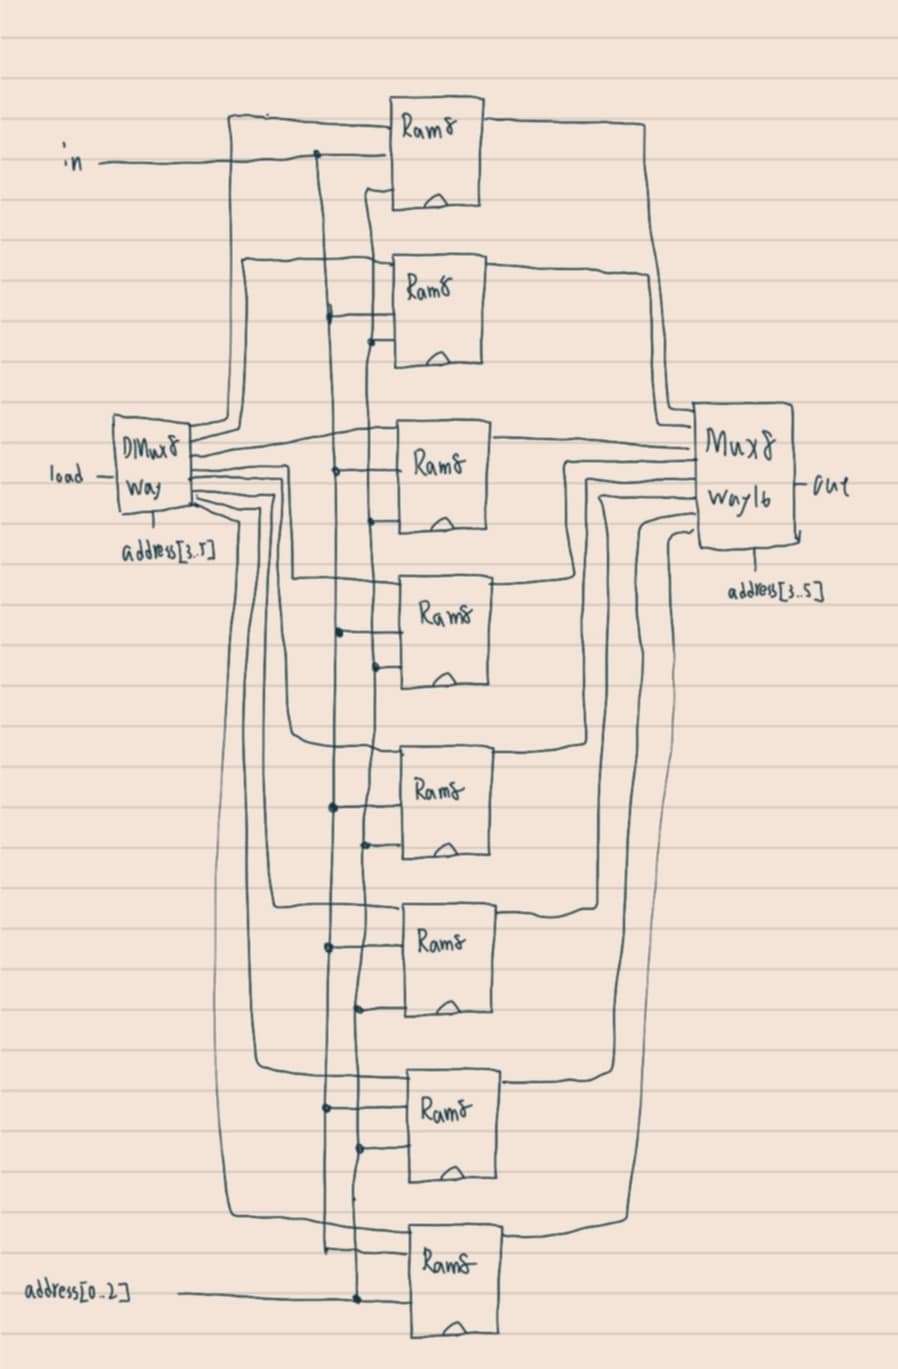 Ram8
in
Ram8
DMux8
Way
load
address[3..5]
Ram8
Mux8
Way16
out
address[3..5]
Ram8
Ram8
Ram8
Ram8
Ram8
address[0..2]